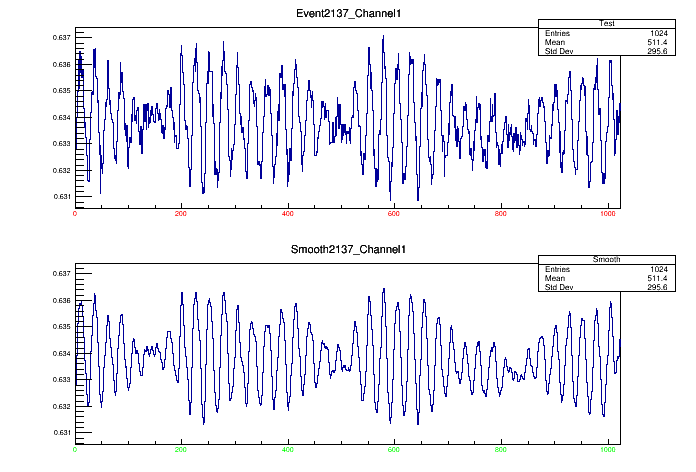 Event2137_Channel1
Test
Entries 1024
Mean 511.4
Std Dev 295.6
0.637
0.636
0.635
0.634
0.633
0.632
0.631
0 200 400 600 800 1000
Smooth2137_Channel1
Smooth
Entries 1024
Mean 511.4
Std Dev 295.6
0.637
0.636
0.635
0.634
0.633
0.632
0.631
0 200 400 600 800 1000